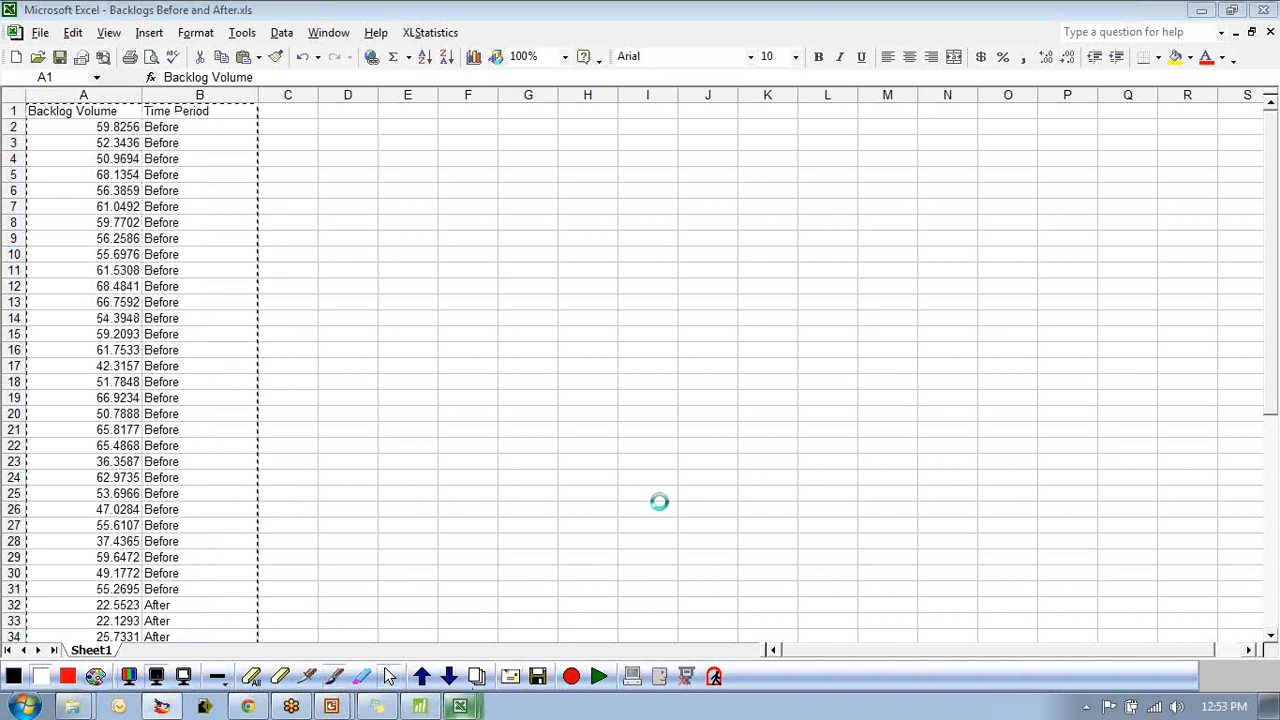 Microsoft Excel - Backlogs Before and After.xls
File Edit View Insert Format Tools Data Window Help XLStatistics Type a question for help
100% Arial 10 B I U $ % ,
A1 fx Backlog Volume
A B C D E F G H I J K L M N O P Q R S
1 Backlog Volume Time Period
2 59.8256 Before
3 52.3436 Before
4 50.9694 Before
5 68.1354 Before
6 56.3859 Before
7 61.0492 Before
8 59.7702 Before
9 56.2586 Before
10 55.6976 Before
11 61.5308 Before
12 68.4841 Before
13 66.7592 Before
14 54.3948 Before
15 59.2093 Before
16 61.7533 Before
17 42.3157 Before
18 51.7848 Before
19 66.9234 Before
20 50.7888 Before
21 65.8177 Before
22 65.4868 Before
23 36.3587 Before
24 62.9735 Before
25 53.6966 Before
26 47.0284 Before
27 55.6107 Before
28 37.4365 Before
29 59.6472 Before
30 49.1772 Before
31 55.2695 Before
32 22.5523 After
33 22.1293 After
34 25.7331 After
Sheet1
12:53 PM